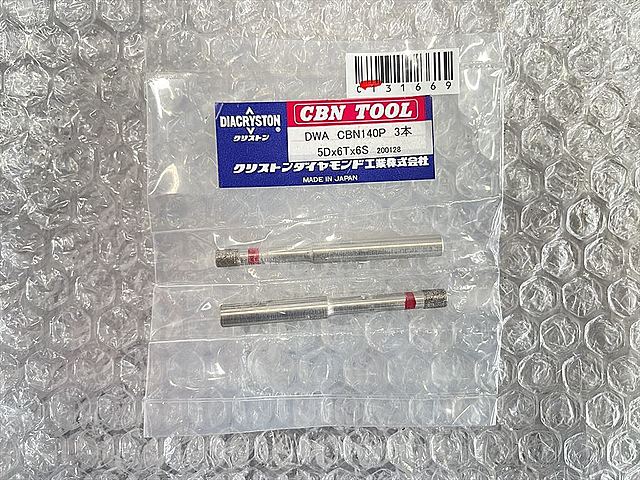 C131669
DIACRYSTON
®
クリストン
CBN TOOL
DWA CBN140P 3本
5Dx6Tx6S 200128
クリストンダイヤモンド工業株式会社
MADE IN JAPAN